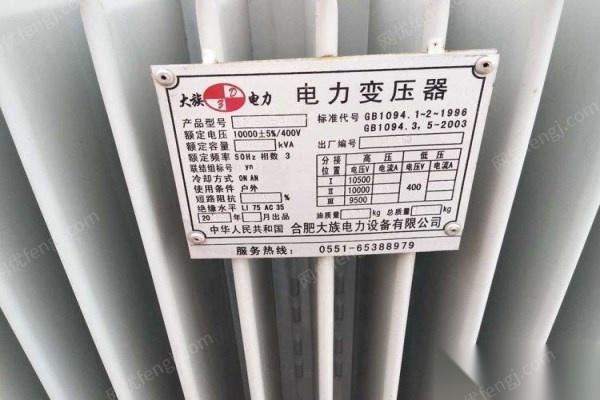 大族 电力 电力变压器
产品型号 标准代号 GB1094.1~2-1996
GB1094.3,5-2003
额定电压 10000±5%/400V
额定容量 kVA 出厂编号
额定频率 50Hz 相数 3
联结组标号 yn
冷却方式 ONAN
使用条件 户外
短路阻抗 %
绝缘水平 LI 75 AC 35
分接位置 高压 低压
电压V 电流A 电压V 电流A
I 10500
II 10000 400
III 9500
油质量 kg 总质量 kg
20 年 月出品
中华人民共和国 合肥大族电力设备有限公司
服务热线: 0551-65388979